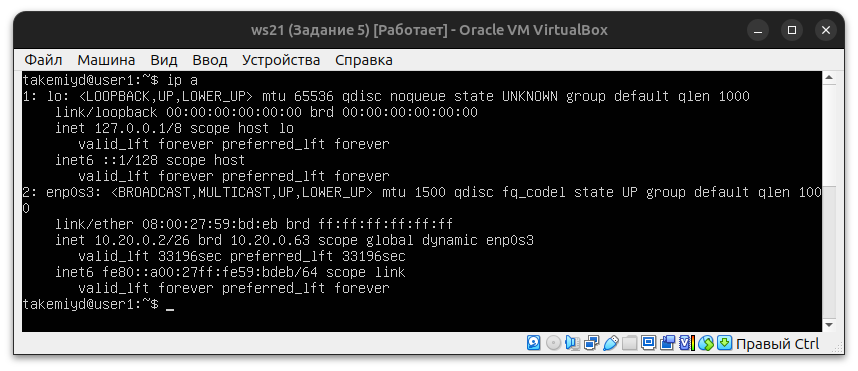 ws21 (Задание 5) [Работает] - Oracle VM VirtualBox
Файл Машина Вид Ввод Устройства Справка
takemiyd@user1:~$ ip a
1: lo: <LOOPBACK,UP,LOWER_UP> mtu 65536 qdisc noqueue state UNKNOWN group default qlen 1000
    link/loopback 00:00:00:00:00:00 brd 00:00:00:00:00:00
    inet 127.0.0.1/8 scope host lo
       valid_lft forever preferred_lft forever
    inet6 ::1/128 scope host
       valid_lft forever preferred_lft forever
2: enp0s3: <BROADCAST,MULTICAST,UP,LOWER_UP> mtu 1500 qdisc fq_codel state UP group default qlen 100
0
    link/ether 08:00:27:59:bd:eb brd ff:ff:ff:ff:ff:ff
    inet 10.20.0.2/26 brd 10.20.0.63 scope global dynamic enp0s3
       valid_lft 33196sec preferred_lft 33196sec
    inet6 fe80::a00:27ff:fe59:bdeb/64 scope link
       valid_lft forever preferred_lft forever
takemiyd@user1:~$ _
Правый Ctrl